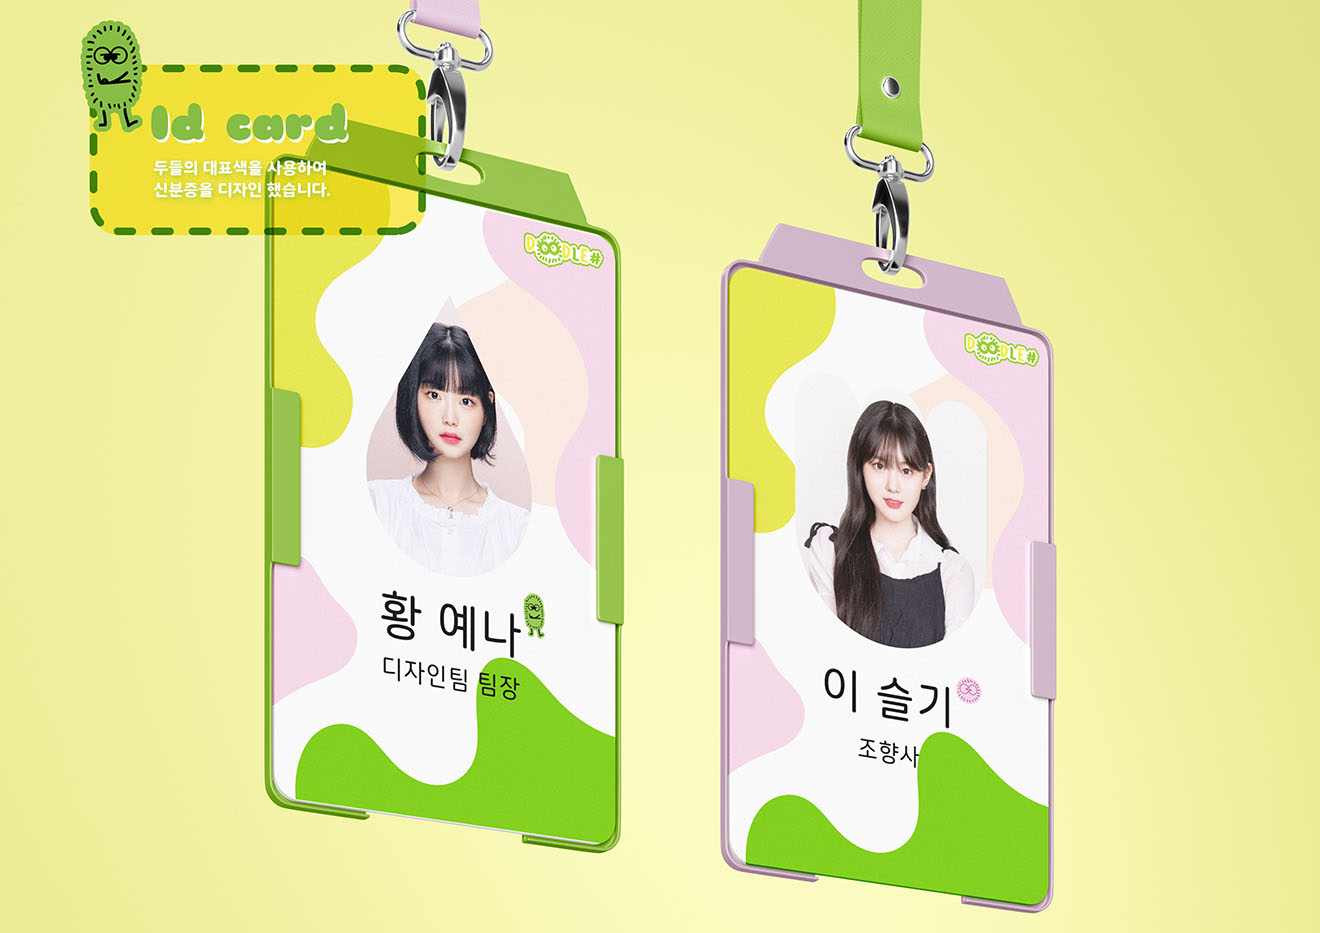 Id card
두들의 대표색을 사용하여
신분증을 디자인 했습니다.
DOODLE#
황 예나
디자인팀 팀장
DOODLE#
이 슬기
조향사